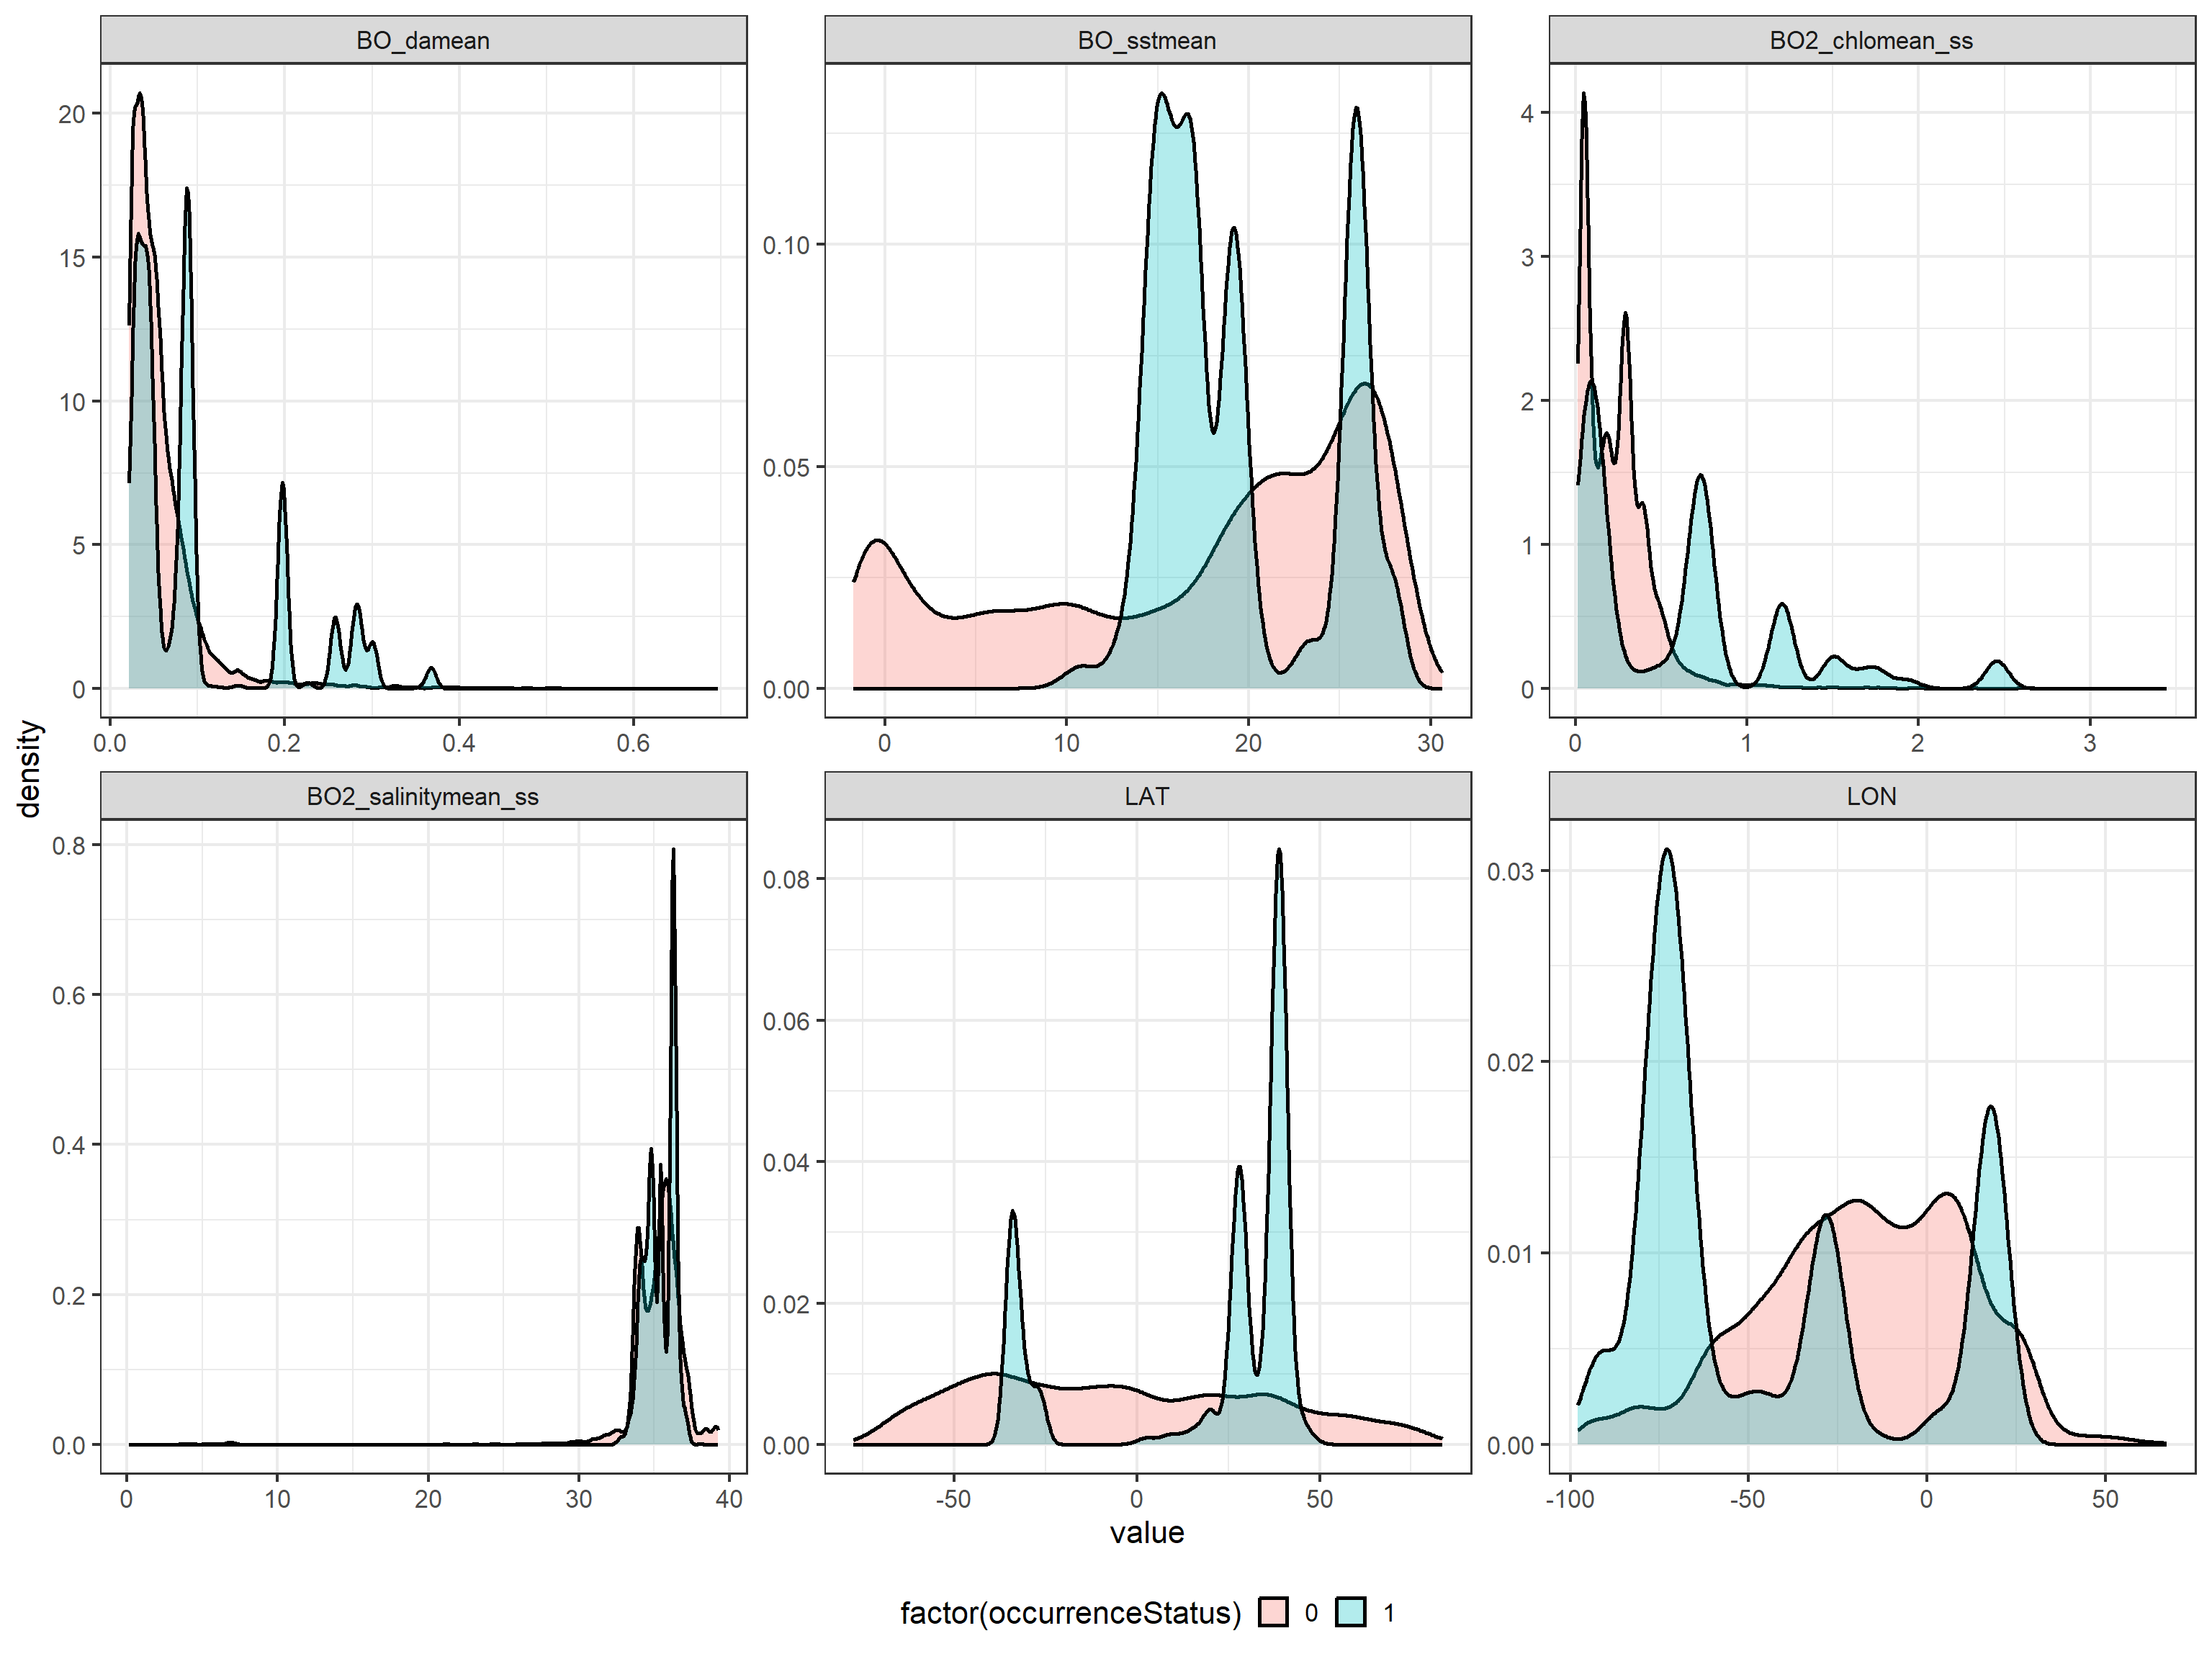 BO_damean
BO_sstmean
BO2_chlomean_ss
20
15
10
5
0
0.0 0.2 0.4 0.6
0.10
0.05
0.00
0 10 20 30
4
3
2
1
0
0 1 2 3
density
BO2_salinitymean_ss
LAT
LON
0.8
0.6
0.4
0.2
0.0
0 10 20 30 40
0.08
0.06
0.04
0.02
0.00
-50 0 50
0.03
0.02
0.01
0.00
-100 -50 0 50
value
factor(occurrenceStatus) 0 1